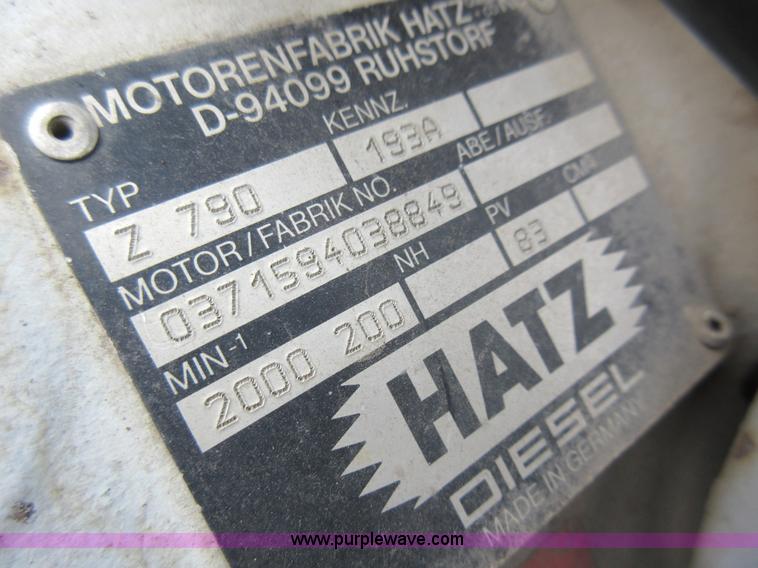 MOTORENFABRIK HATZ
D-94099 RUHSTORF
TYP KENNZ.
Z 790 193A
MOTOR/FABRIK NO. ABE/AUSF.
0371594038849
MIN-1 NH PV
2000 200 83
HATZ
DIESEL
MADE IN GERMANY
www.purplewave.com